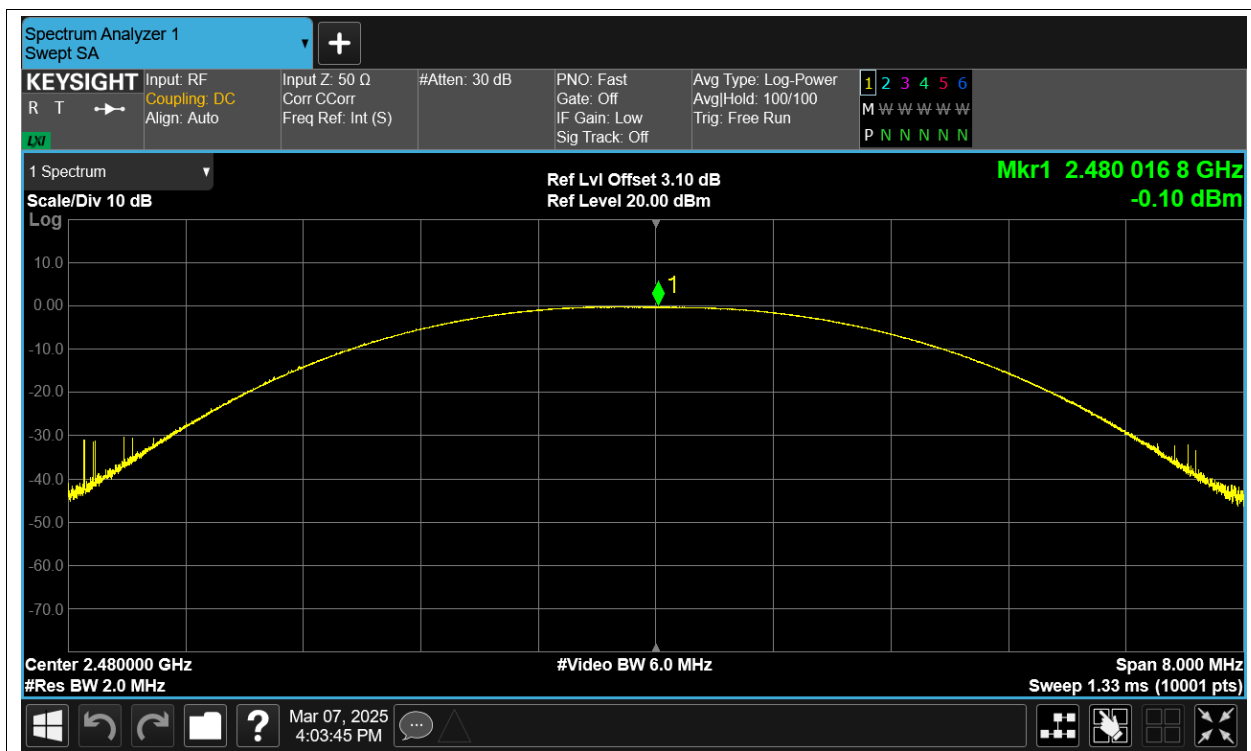 Spectrum Analyzer 1
Swept SA
KEYSIGHT
R T
LXI
Input: RF
Coupling: DC
Align: Auto
Input Z: 50 Ω
Corr CCorr
Freq Ref: Int (S)
#Atten: 30 dB
PNO: Fast
Gate: Off
IF Gain: Low
Sig Track: Off
Avg Type: Log-Power
Avg|Hold: 100/100
Trig: Free Run
1 2 3 4 5 6
M W W W W W
P N N N N N
1 Spectrum
Scale/Div 10 dB
Ref Lvl Offset 3.10 dB
Ref Level 20.00 dBm
Mkr1 2.480 016 8 GHz
-0.10 dBm
Log
1
10.0
0.00
-10.0
-20.0
-30.0
-40.0
-50.0
-60.0
-70.0
Center 2.480000 GHz
#Video BW 6.0 MHz
Span 8.000 MHz
#Res BW 2.0 MHz
Sweep 1.33 ms (10001 pts)
?
Mar 07, 2025
4:03:45 PM